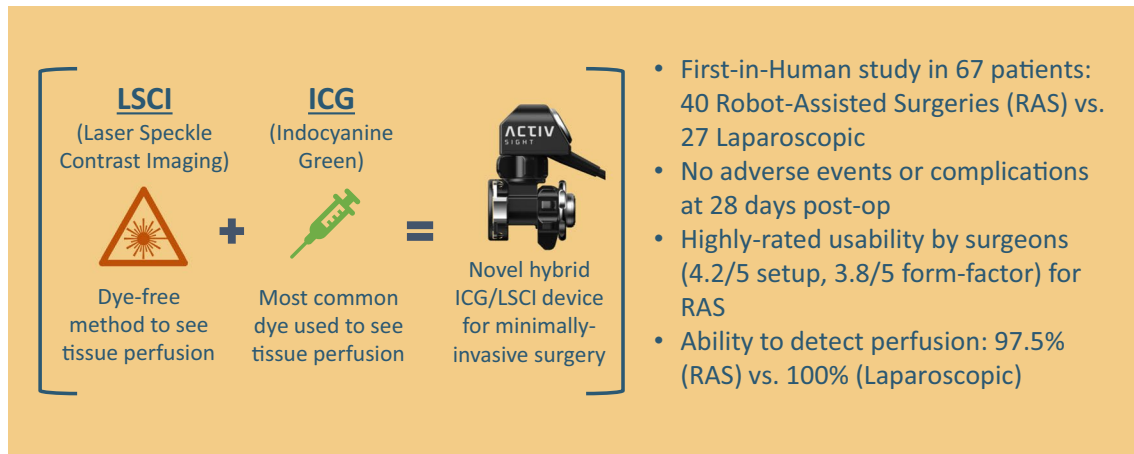 LSCI
(Laser Speckle
Contrast Imaging)
Dye-free
method to see
tissue perfusion
+
ICG
(Indocyanine
Green)
Most common
dye used to see
tissue perfusion
=
ACTIV
SIGHT
Novel hybrid
ICG/LSCI device
for minimally-
invasive surgery
• First-in-Human study in 67 patients:
40 Robot-Assisted Surgeries (RAS) vs.
27 Laparoscopic
• No adverse events or complications
at 28 days post-op
• Highly-rated usability by surgeons
(4.2/5 setup, 3.8/5 form-factor) for
RAS
• Ability to detect perfusion: 97.5%
(RAS) vs. 100% (Laparoscopic)